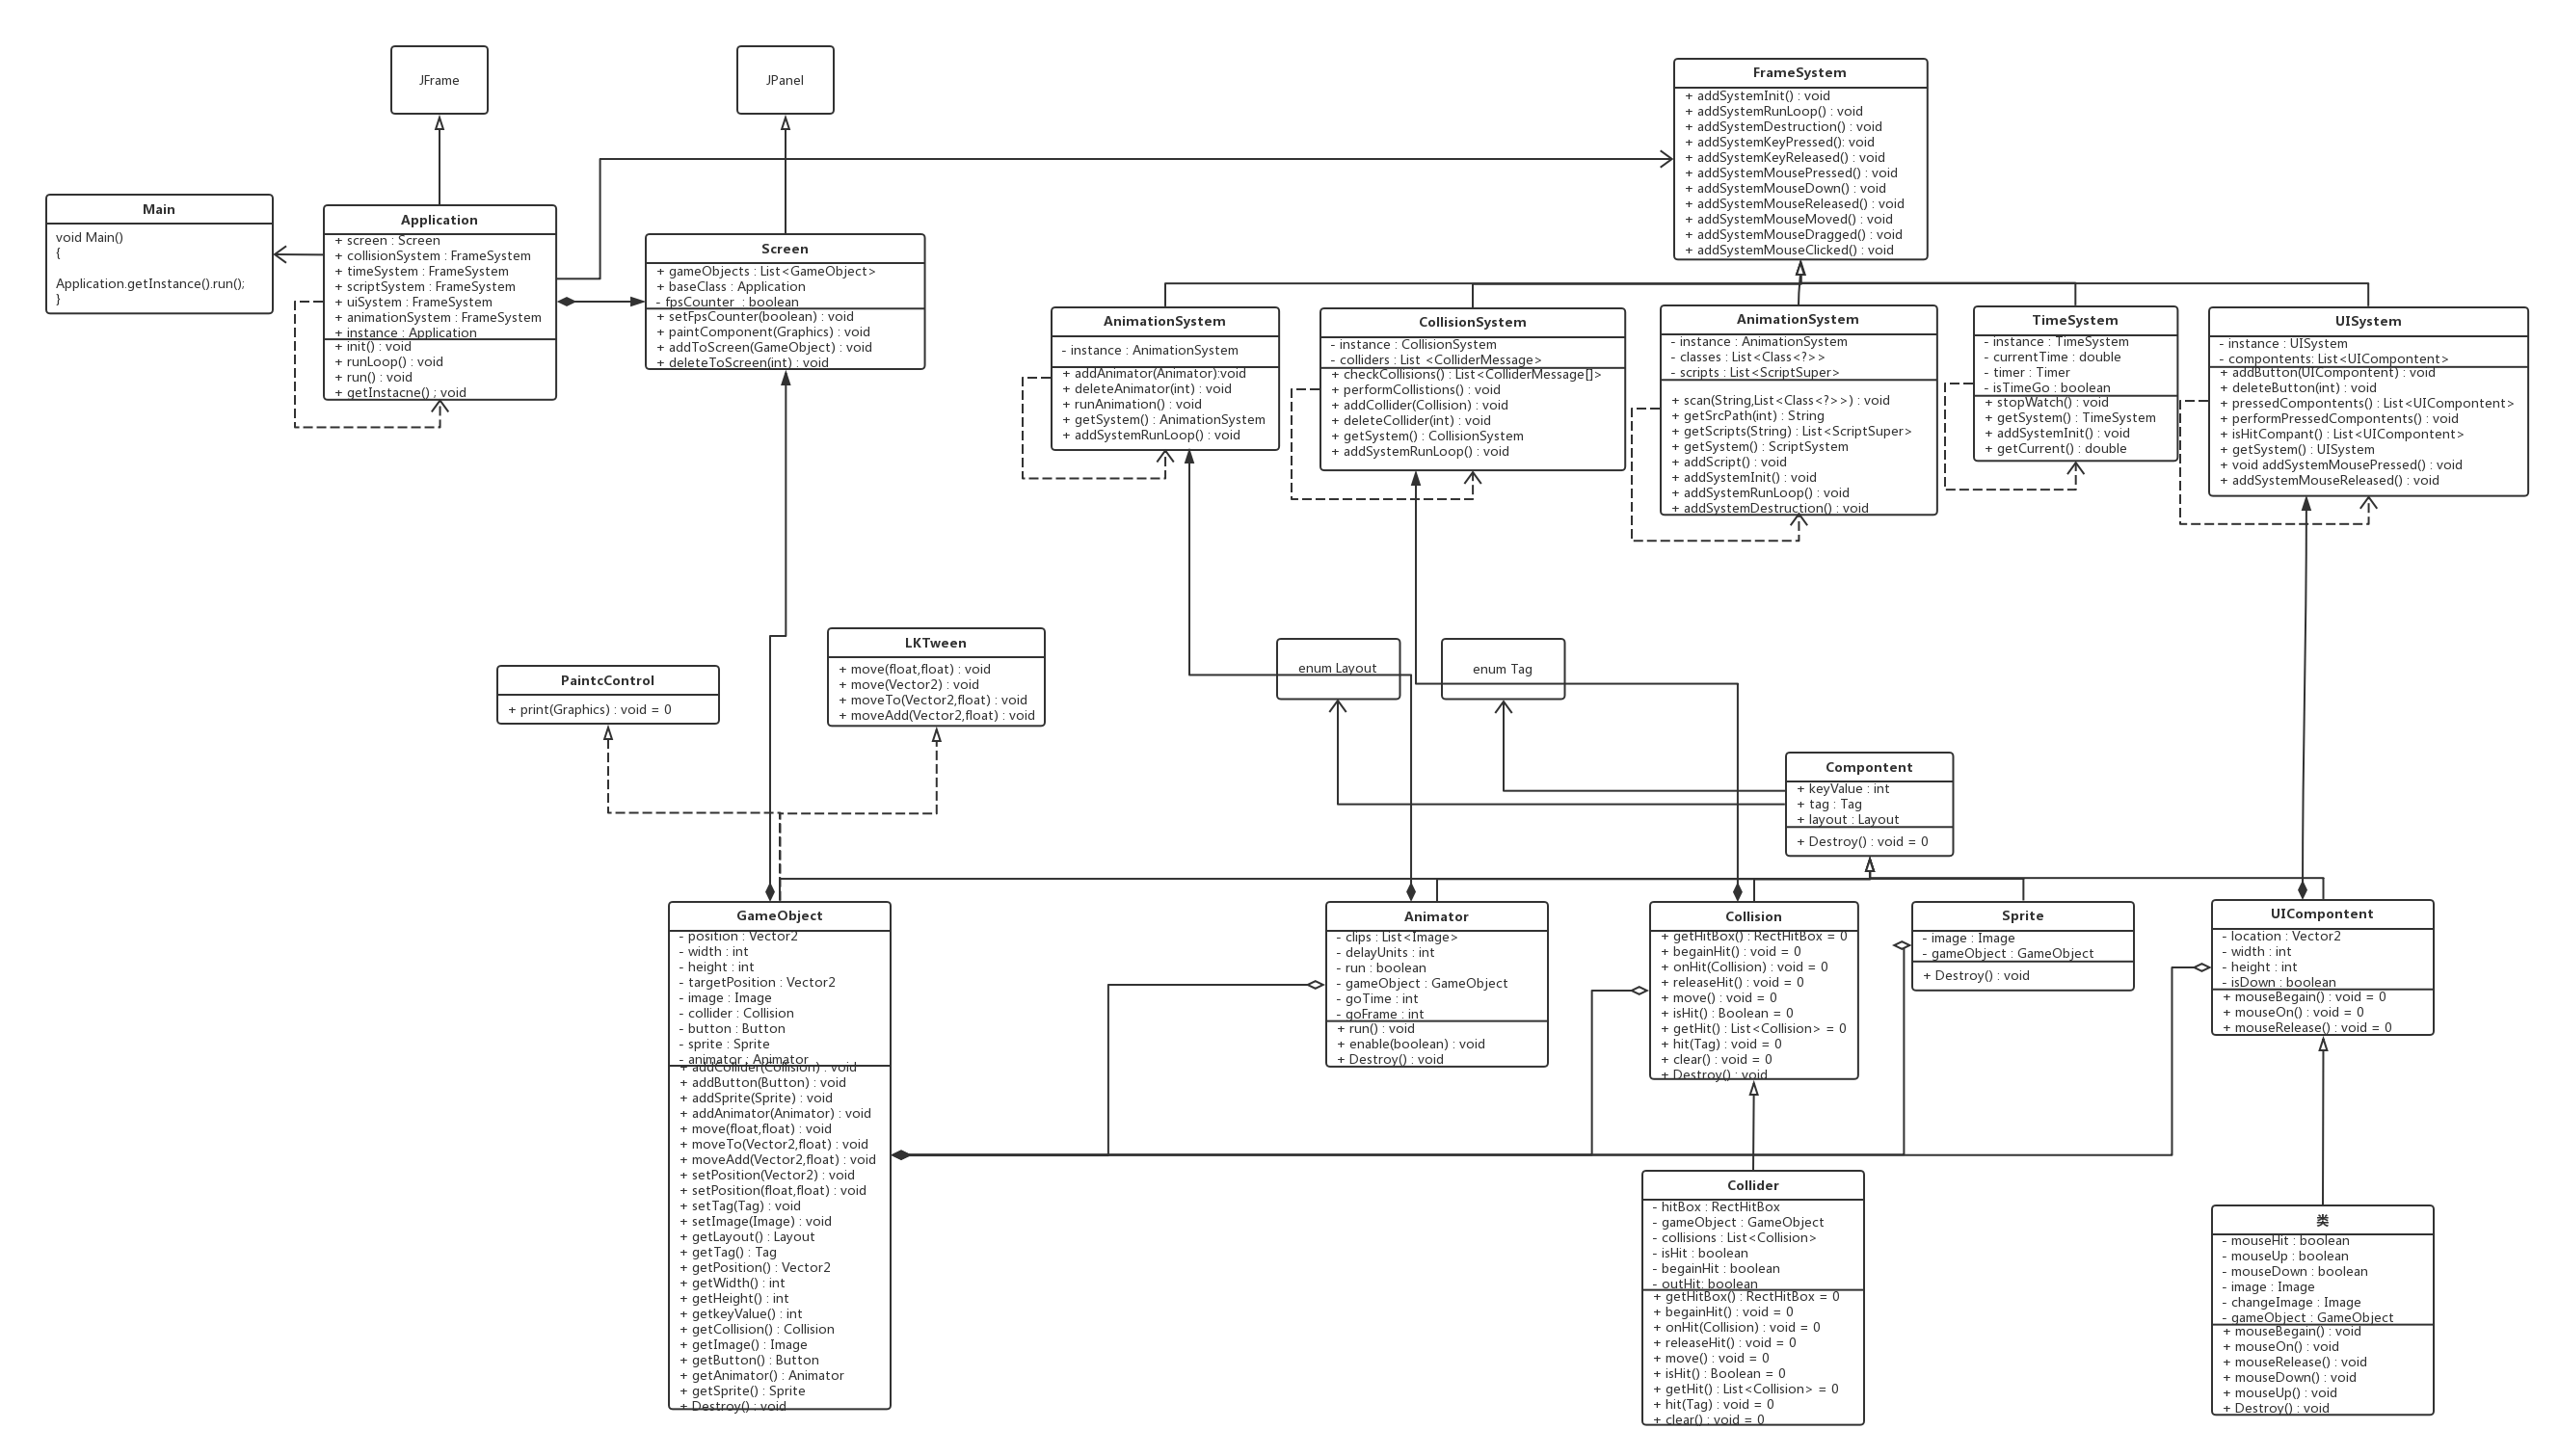 JFrame
JPanel
FrameSystem
+ addSystemInit() : void
+ addSystemRunLoop() : void
+ addSystemDestruction() : void
+ addSystemKeyPressed(): void
+ addSystemKeyReleased() : void
+ addSystemMousePressed() : void
+ addSystemMouseDown() : void
+ addSystemMouseReleased() : void
+ addSystemMouseMoved() : void
+ addSystemMouseDragged() : void
+ addSystemMouseClicked() : void
Main
void Main()
{
Application.getInstance().run();
}
Application
+ screen : Screen
+ collisionSystem : FrameSystem
+ timeSystem : FrameSystem
+ scriptSystem : FrameSystem
+ uiSystem : FrameSystem
+ animationSystem : FrameSystem
+ instance : Application
+ init() : void
+ runLoop() : void
+ run() : void
+ getInstacne() ; void
Screen
+ gameObjects : List<GameObject>
+ baseClass : Application
- fpsCounter : boolean
+ setFpsCounter(boolean) : void
+ paintComponent(Graphics) : void
+ addToScreen(GameObject) : void
+ deleteToScreen(int) : void
AnimationSystem
- instance : AnimationSystem
+ addAnimator(Animator):void
+ deleteAnimator(int) : void
+ runAnimation() : void
+ getSystem() : AnimationSystem
+ addSystemRunLoop() : void
CollisionSystem
- instance : CollisionSystem
- colliders : List <ColliderMessage>
+ checkCollisions() : List<ColliderMessage[]>
+ performCollistions() : void
+ addCollider(Collision) : void
+ deleteCollider(int) : void
+ getSystem() : CollisionSystem
+ addSystemRunLoop() : void
AnimationSystem
- instance : AnimationSystem
- classes : List<Class<?>>
- scripts : List<ScriptSuper>
+ scan(String,List<Class<?>>) : void
+ getSrcPath(int) : String
+ getScripts(String) : List<ScriptSuper>
+ getSystem() : ScriptSystem
+ addScript() : void
+ addSystemInit() : void
+ addSystemRunLoop() : void
+ addSystemDestruction() : void
TimeSystem
- instance : TimeSystem
- currentTime : double
- timer : Timer
- isTimeGo : boolean
+ stopWatch() : void
+ getSystem() : TimeSystem
+ addSystemInit() : void
+ getCurrent() : double
UISystem
- instance : UISystem
- compontents: List<UICompontent>
+ addButton(UICompontent) : void
+ deleteButton(int) : void
+ pressedCompontents() : List<UICompontent>
+ performPressedCompontents() : void
+ isHitCompant() : List<UICompontent>
+ getSystem() : UISystem
+ void addSystemMousePressed() : void
+ addSystemMouseReleased() : void
PaintcControl
+ print(Graphics) : void = 0
LKTween
+ move(float,float) : void
+ move(Vector2) : void
+ moveTo(Vector2,float) : void
+ moveAdd(Vector2,float) : void
enum Layout
enum Tag
Compontent
+ keyValue : int
+ tag : Tag
+ layout : Layout
+ Destroy() : void = 0
GameObject
- position : Vector2
- width : int
- height : int
- targetPosition : Vector2
- image : Image
- collider : Collision
- button : Button
- sprite : Sprite
- animator : Animator
+ addCollider(Collision) : void
+ addButton(Button) : void
+ addSprite(Sprite) : void
+ addAnimator(Animator) : void
+ move(float,float) : void
+ moveTo(Vector2,float) : void
+ moveAdd(Vector2,float) : void
+ setPosition(Vector2) : void
+ setPosition(float,float) : void
+ setTag(Tag) : void
+ setImage(Image) : void
+ getLayout() : Layout
+ getTag() : Tag
+ getPosition() : Vector2
+ getWidth() : int
+ getHeight() : int
+ getkeyValue() : int
+ getCollision() : Collision
+ getImage() : Image
+ getButton() : Button
+ getAnimator() : Animator
+ getSprite() : Sprite
+ Destroy() : void
Animator
- clips : List<Image>
- delayUnits : int
- run : boolean
- gameObject : GameObject
- goTime : int
- goFrame : int
+ run() : void
+ enable(boolean) : void
+ Destroy() : void
Collision
+ getHitBox() : RectHitBox = 0
+ begainHit() : void = 0
+ onHit(Collision) : void = 0
+ releaseHit() : void = 0
+ move() : void = 0
+ isHit() : Boolean = 0
+ getHit() : List<Collision> = 0
+ hit(Tag) : void = 0
+ clear() : void = 0
+ Destroy() : void
Sprite
- image : Image
- gameObject : GameObject
+ Destroy() : void
UICompontent
- location : Vector2
- width : int
- height : int
- isDown : boolean
+ mouseBegain() : void = 0
+ mouseOn() : void = 0
+ mouseRelease() : void = 0
Collider
- hitBox : RectHitBox
- gameObject : GameObject
- collisions : List<Collision>
- isHit : boolean
- begainHit : boolean
- outHit: boolean
+ getHitBox() : RectHitBox = 0
+ begainHit() : void = 0
+ onHit(Collision) : void = 0
+ releaseHit() : void = 0
+ move() : void = 0
+ isHit() : Boolean = 0
+ getHit() : List<Collision> = 0
+ hit(Tag) : void = 0
+ clear() : void = 0
类
- mouseHit : boolean
- mouseUp : boolean
- mouseDown : boolean
- image : Image
- changeImage : Image
- gameObject : GameObject
+ mouseBegain() : void
+ mouseOn() : void
+ mouseRelease() : void
+ mouseDown() : void
+ mouseUp() : void
+ Destroy() : void